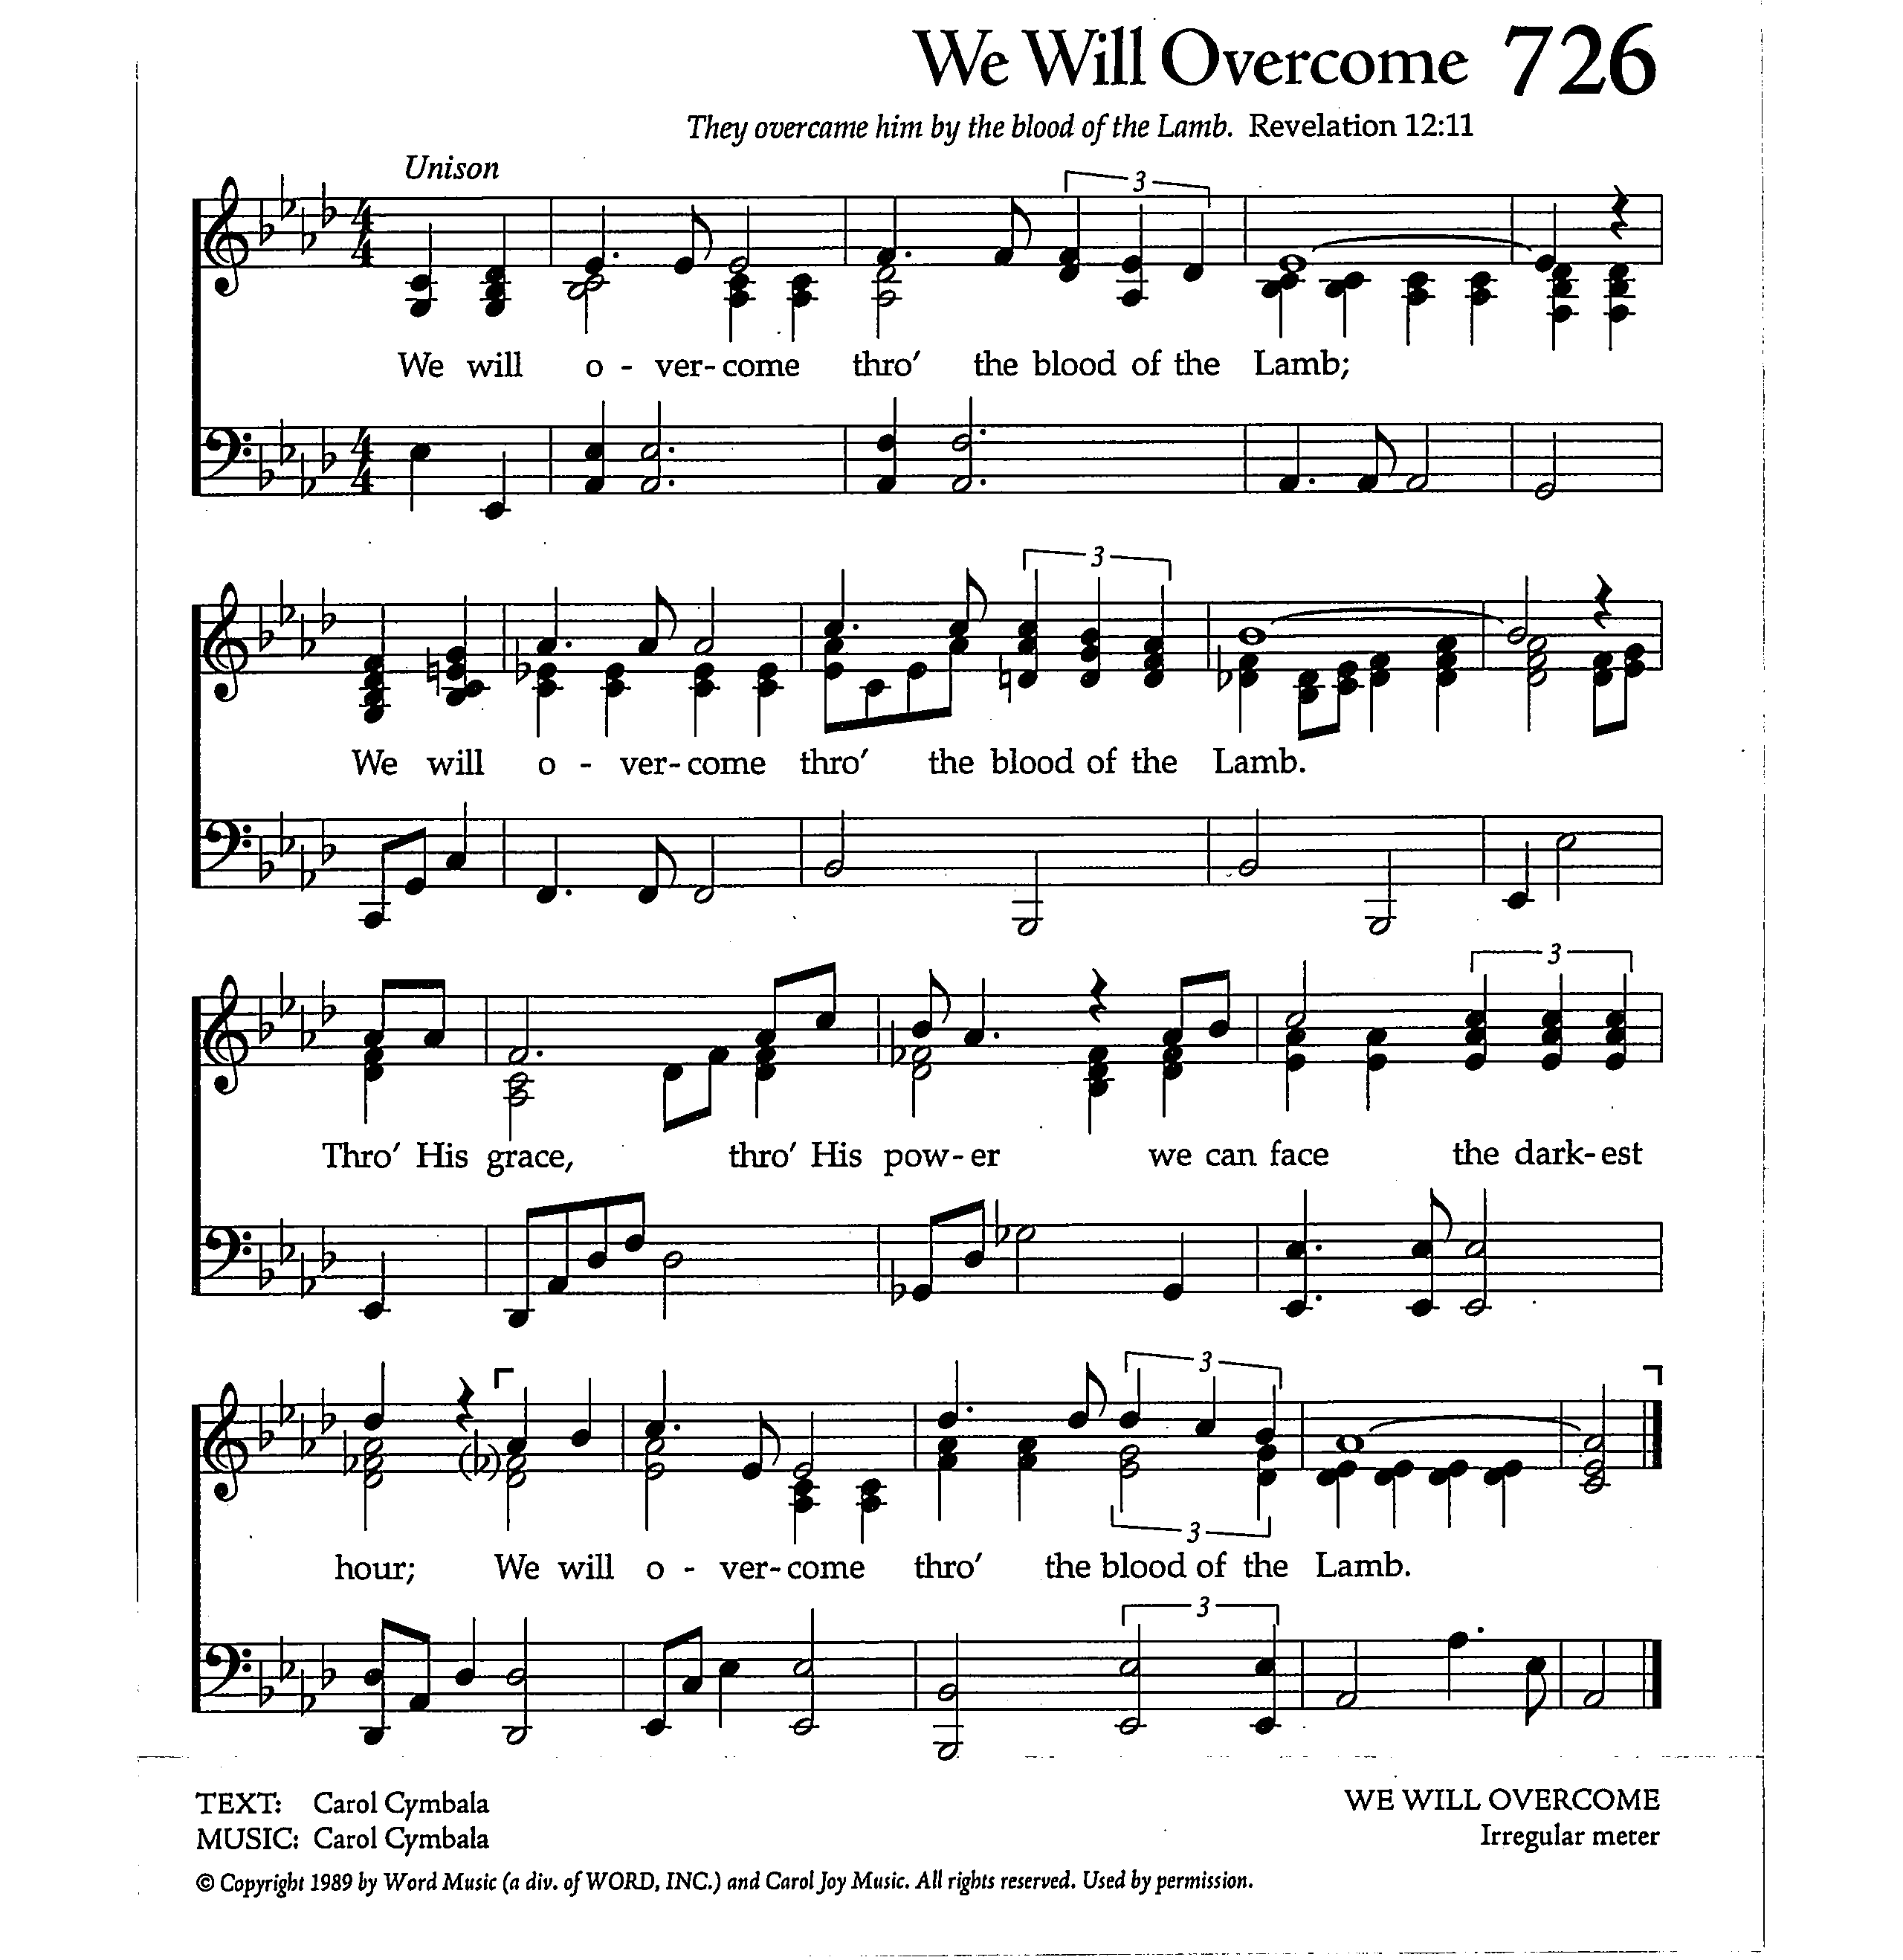 We Will Overcome 726
They overcame him by the blood of the Lamb. Revelation 12:11
Unison
3
We will o - ver-come thro' the blood of the Lamb;
3
We will o - ver-come thro' the blood of the Lamb.
3
Thro' His grace, thro' His pow-er we can face the dark-est
3
3
hour; We will o - ver-come thro' the blood of the Lamb.
3
TEXT: Carol Cymbala
MUSIC: Carol Cymbala
WE WILL OVERCOME
Irregular meter
© Copyright 1989 by Word Music (a div. of WORD, INC.) and Carol Joy Music. All rights reserved. Used by permission.